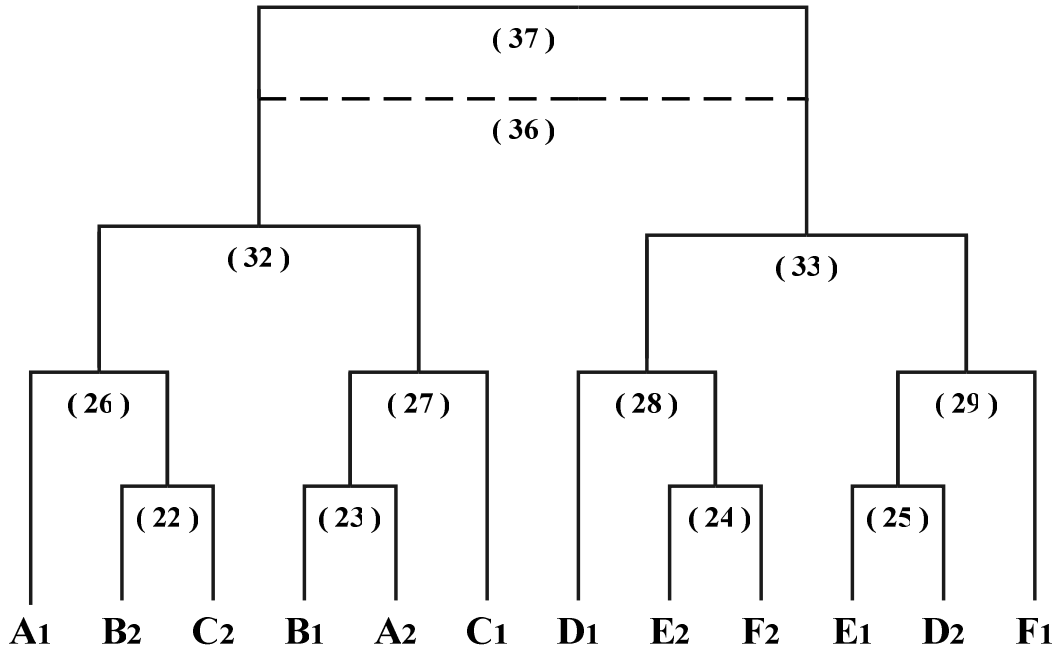 ( 37 )
( 36 )
( 32 )
( 33 )
( 26 ) ( 27 ) ( 28 ) ( 29 )
( 22 ) ( 23 ) ( 24 ) ( 25 )
A1 B2 C2 B1 A2 C1 D1 E2 F2 E1 D2 F1